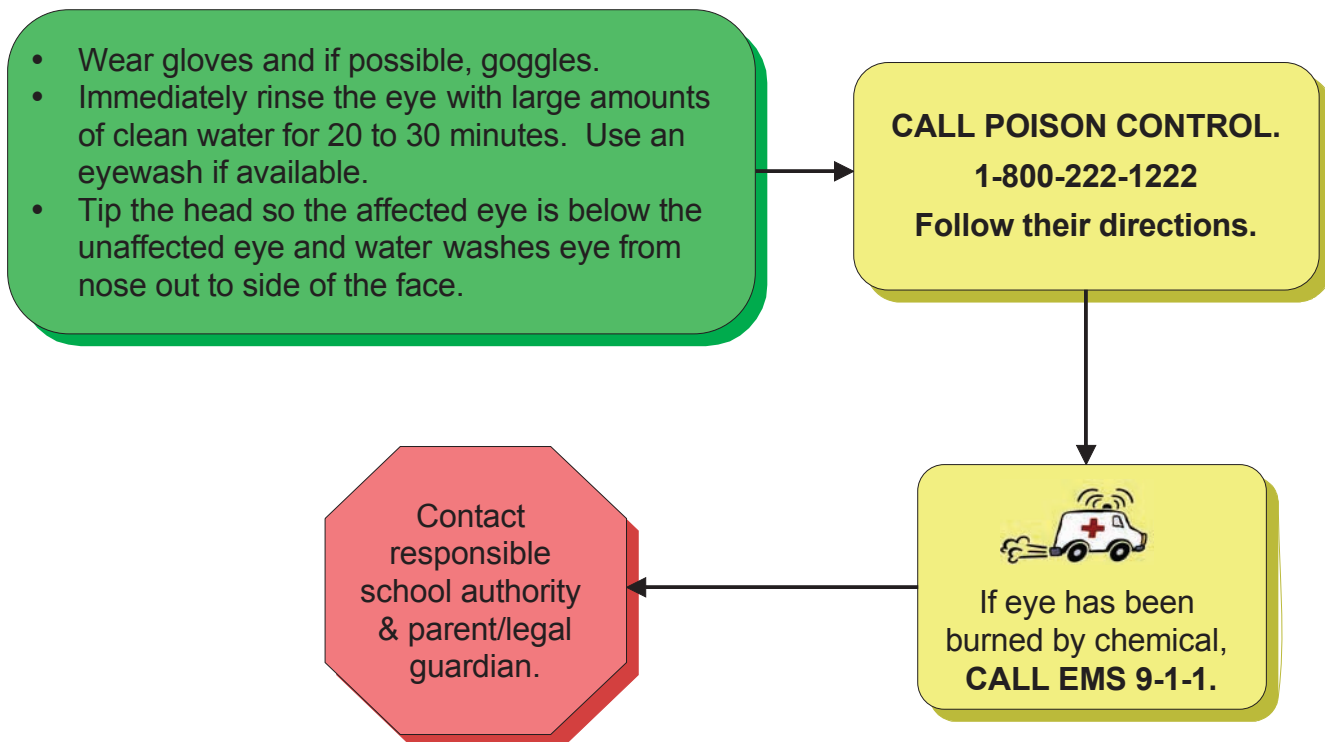 • Wear gloves and if possible, goggles.
• Immediately rinse the eye with large amounts
of clean water for 20 to 30 minutes.  Use an
eyewash if available.
• Tip the head so the affected eye is below the
unaffected eye and water washes eye from
nose out to side of the face.
CALL POISON CONTROL.
1-800-222-1222
Follow their directions.
If eye has been
burned by chemical,
CALL EMS 9-1-1.
Contact
responsible
school authority
& parent/legal
guardian.